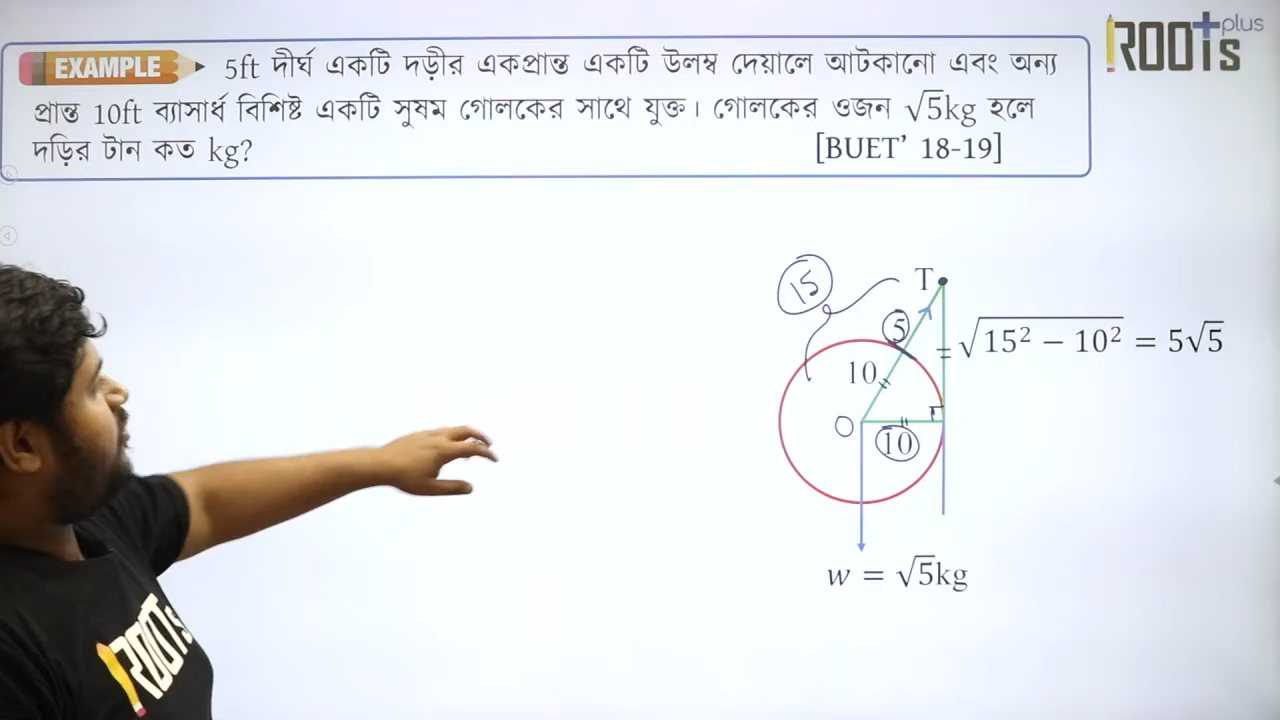 ROOTs plus
EXAMPLE 5ft দীর্ঘ একটি দড়ীর একপ্রান্ত একটি উলম্ব দেয়ালে আটকানো এবং অন্য
প্রান্ত 10ft ব্যাসার্ধ বিশিষ্ট একটি সুষম গোলকের সাথে যুক্ত। গোলকের ওজন √5kg হলে
দড়ির টান কত kg? [BUET’ 18-19]
15
T
5
√15² − 10² = 5√5
10
O
10
w = √5kg
ROOTs